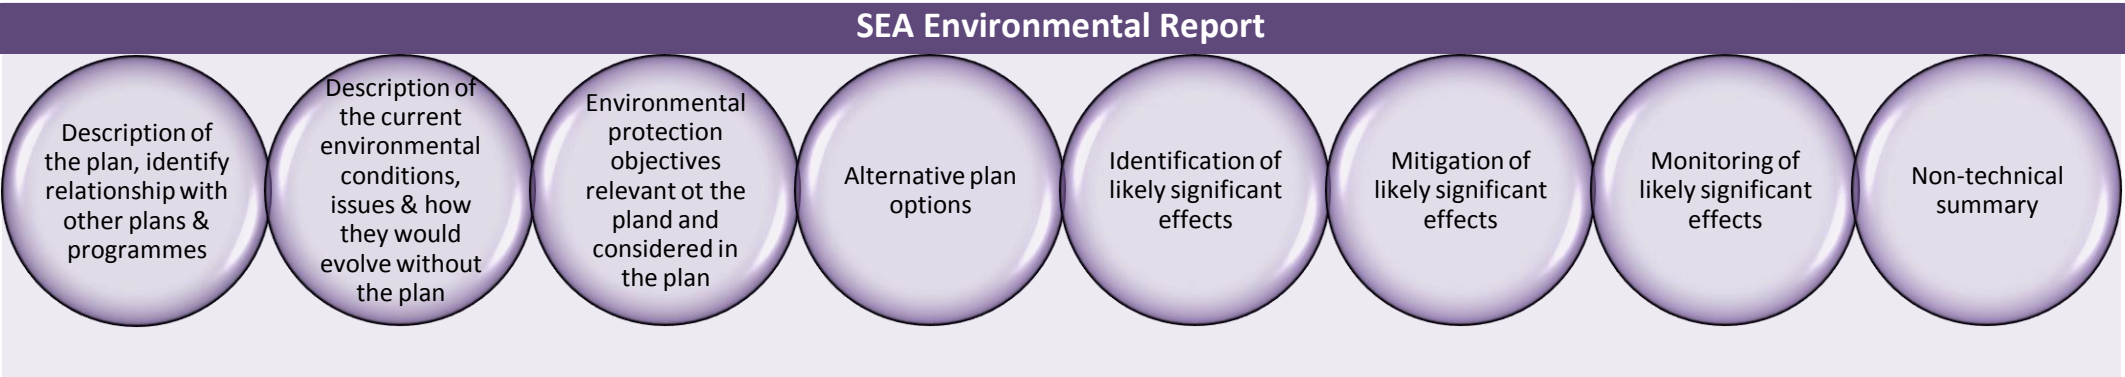 SEA Environmental Report
Description of
the plan, identify
relationship with
other plans &
programmes
Description of
the current
environmental
conditions,
issues & how
they would
evolve without
the plan
Environmental
protection
objectives
relevant ot the
pland and
considered in
the plan
Alternative plan
options
Identification of
likely significant
effects
Mitigation of
likely significant
effects
Monitoring of
likely significant
effects
Non-technical
summary